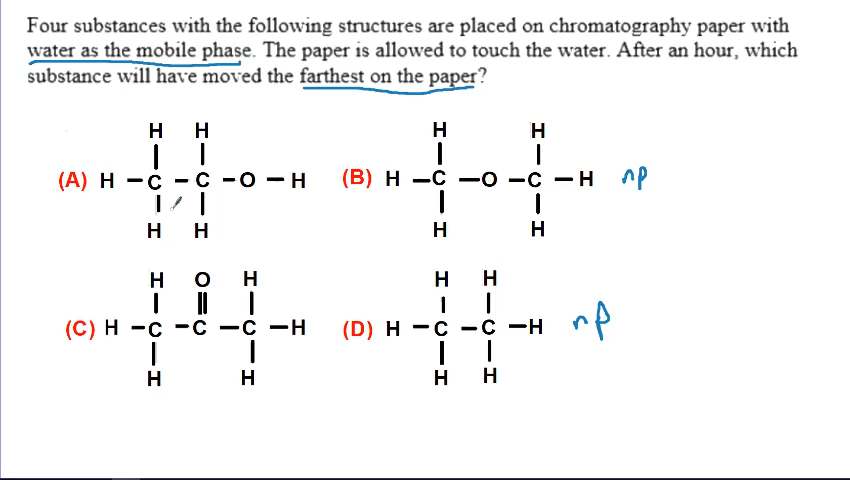 Four substances with the following structures are placed on chromatography paper with
water as the mobile phase. The paper is allowed to touch the water. After an hour, which
substance will have moved the farthest on the paper?
H H
(A) H - C - C - O - H
H H
H H
(B) H - C - O - C - H np
H H
H O H
(C) H - C - C - C - H
H H
H H
(D) H - C - C - H np
H H